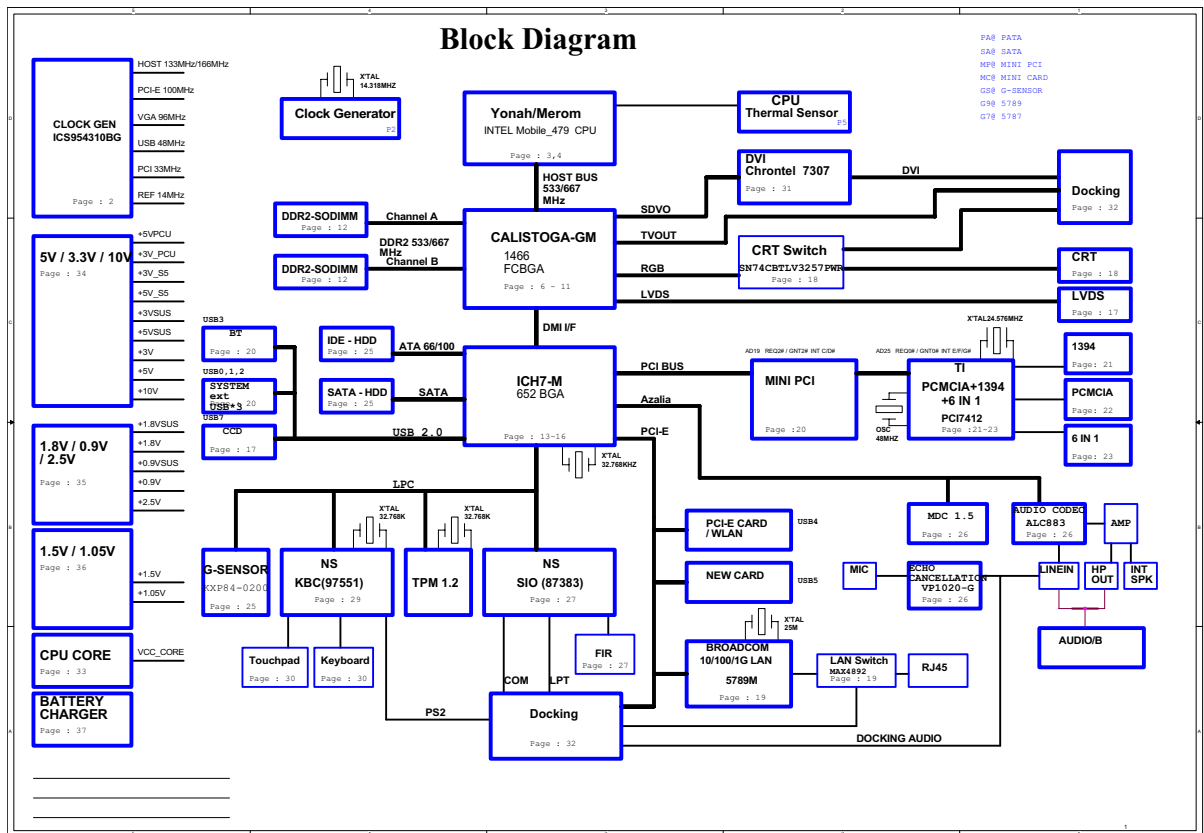 Block Diagram
PA@ PATA
SA@ SATA
MP@ MINI PCI
MC@ MINI CARD
GS@ G-SENSOR
G9@ 5789
G7@ 5787
CLOCK GEN
ICS954310BG
Page : 2
HOST 133MHz/166MHz
PCI-E 100MHz
VGA 96MHz
USB 48MHz
PCI 33MHz
REF 14MHz
X'TAL
14.318MHZ
Clock Generator
P2
Yonah/Merom
INTEL Mobile_479 CPU
Page : 3,4
CPU
Thermal Sensor
P5
HOST BUS
533/667
MHz
DVI
Chrontel 7307
Page : 31
DVI
Docking
Page : 32
SDVO
TVOUT
RGB
LVDS
DDR2-SODIMM
Page : 12
Channel A
DDR2 533/667
MHz
Channel B
DDR2-SODIMM
Page : 12
CALISTOGA-GM
1466
FCBGA
Page : 6 - 11
CRT Switch
SN74CBTLV3257PWR
Page : 18
CRT
Page : 18
LVDS
Page : 17
5V / 3.3V / 10V
Page : 34
+5VPCU
+3V_PCU
+3V_S5
+5V_S5
+3VSUS
+5VSUS
+3V
+5V
+10V
DMI I/F
USB3
BT
Page : 20
USB0,1,2
SYSTEM
ext
USB*3
Page : 20
USB7
CCD
Page : 17
IDE - HDD
Page : 25
ATA 66/100
SATA - HDD
Page : 25
SATA
USB 2.0
ICH7-M
652 BGA
Page : 13~16
X'TAL
32.768KHZ
PCI BUS
Azalia
PCI-E
AD19 REQ2# / GNT2# INT C/D#
MINI PCI
Page :20
AD25 REQ0# / GNT0# INT E/F/G#
X'TAL24.576MHZ
OSC
48MHZ
TI
PCMCIA+1394
+6 IN 1
PCI7412
Page :21~23
1394
Page : 21
PCMCIA
Page : 22
6 IN 1
Page : 23
1.8V / 0.9V
/ 2.5V
Page : 35
+1.8VSUS
+1.8V
+0.9VSUS
+0.9V
+2.5V
1.5V / 1.05V
Page : 36
+1.5V
+1.05V
CPU CORE
Page : 33
VCC_CORE
BATTERY
CHARGER
Page : 37
LPC
G-SENSOR
KXP84-0200
Page : 25
X'TAL
32.768K
NS
KBC(97551)
Page : 29
X'TAL
32.768K
TPM 1.2
NS
SIO (87383)
Page : 27
Touchpad
Page : 30
Keyboard
Page : 30
FIR
Page : 27
COM
LPT
PS2
Docking
Page : 32
PCI-E CARD
/ WLAN
USB4
NEW CARD
USB5
X'TAL
25M
BROADCOM
10/100/1G LAN
5789M
Page : 19
LAN Switch
MAX4892
Page : 19
RJ45
DOCKING AUDIO
MDC 1.5
Page : 26
AUDIO CODEC
ALC883
Page : 26
AMP
MIC
ECHO
CANCELLATION
VP1020-G
Page : 26
LINEIN
HP
OUT
INT
SPK
AUDIO/B